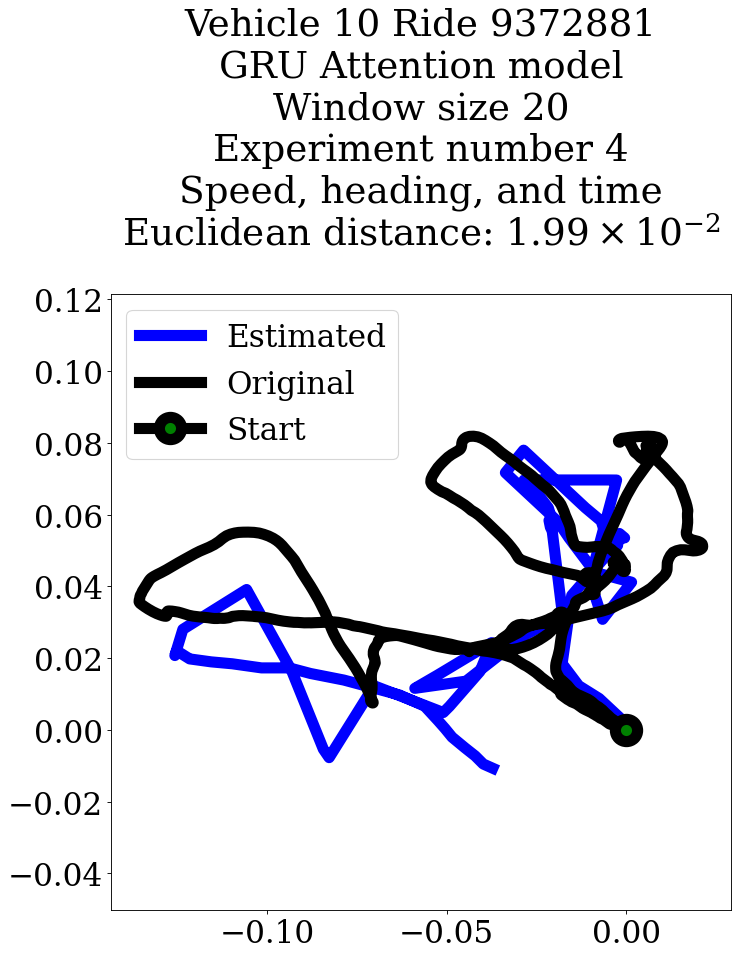 Vehicle 10 Ride 9372881
GRU Attention model
Window size 20
Experiment number 4
Speed, heading, and time
Euclidean distance: 1.99 × 10⁻²
0.12
0.10
0.08
0.06
0.04
0.02
0.00
−0.02
−0.04
Estimated
Original
Start
−0.10
−0.05
0.00